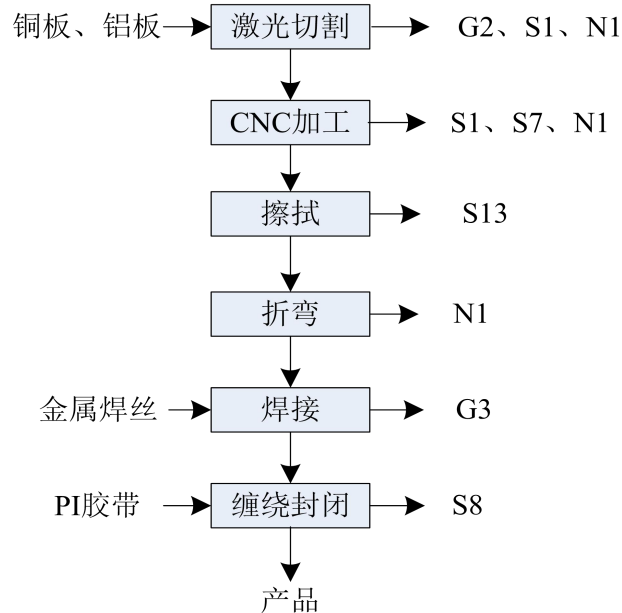 铜板、铝板 激光切割 G2、S1、N1
CNC加工 S1、S7、N1
擦拭 S13
折弯 N1
金属焊丝 焊接 G3
PI胶带 缠绕封闭 S8
产品